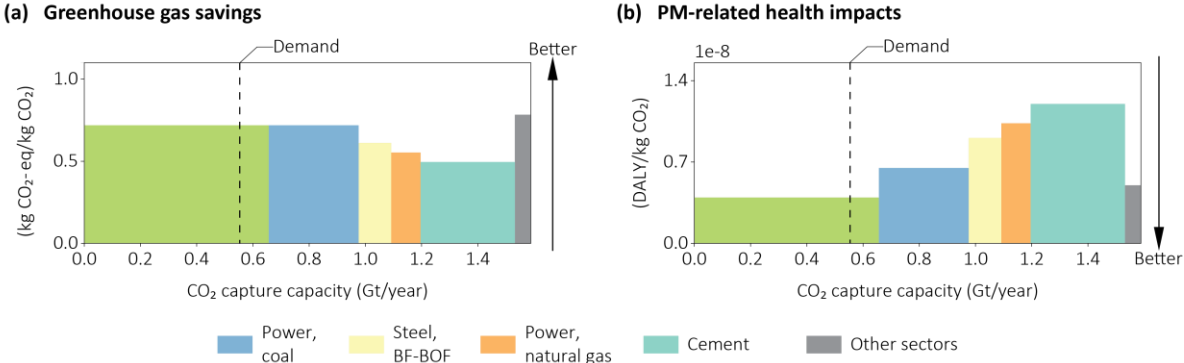 (a) Greenhouse gas savings
Demand
Better
1.0
0.5
0.0
(kg CO₂-eq/kg CO₂)
0.0 0.2 0.4 0.6 0.8 1.0 1.2 1.4
CO₂ capture capacity (Gt/year)
(b) PM-related health impacts
1e-8
Demand
1.4
0.7
0.0
(DALY/kg CO₂)
0.0 0.2 0.4 0.6 0.8 1.0 1.2 1.4
Better
CO₂ capture capacity (Gt/year)
Power,
coal
Steel,
BF-BOF
Power,
natural gas
Cement
Other sectors